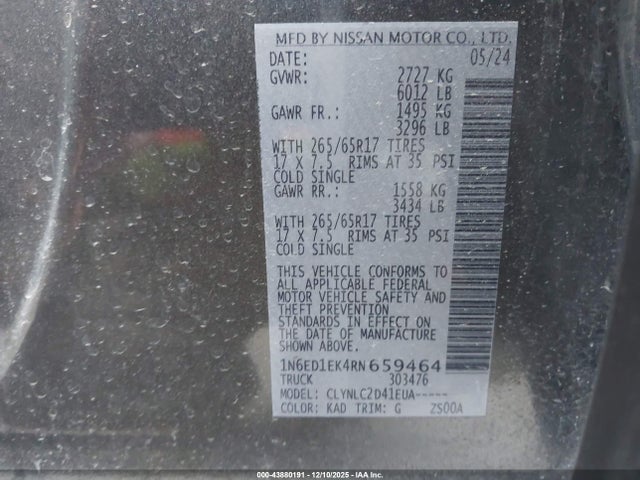 MFD BY NISSAN MOTOR CO., LTD.
DATE: 05/24
GVWR: 2727 KG
6012 LB
GAWR FR.: 1495 KG
3296 LB
WITH 265/65R17 TIRES
17 X 7.5 RIMS AT 35 PSI
COLD SINGLE
GAWR RR.: 1558 KG
3434 LB
WITH 265/65R17 TIRES
17 X 7.5 RIMS AT 35 PSI
COLD SINGLE
THIS VEHICLE CONFORMS TO
ALL APPLICABLE FEDERAL
MOTOR VEHICLE SAFETY AND
THEFT PREVENTION
STANDARDS IN EFFECT ON
THE DATE OF MANUFACTURE
SHOWN ABOVE.
1N6ED1EK4RN659464
TRUCK 303476
MODEL: CLYNLC2D41EUA-----
COLOR: KAD TRIM: G ZS00A
000-43880191 - 12/10/2025 - IAA Inc.